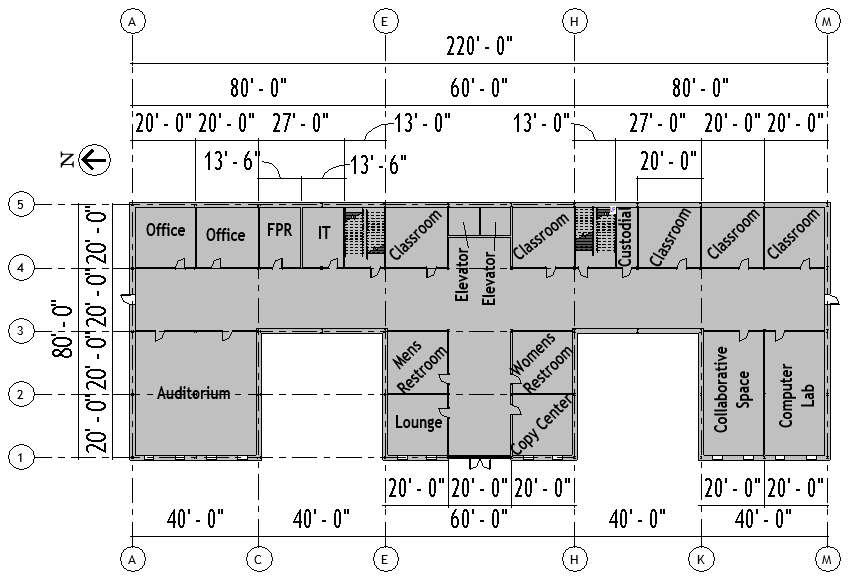 A E H M
220' - 0"
80' - 0" 60' - 0" 80' - 0"
20' - 0" 20' - 0" 27' - 0" 13' - 0" 13' - 0" 27' - 0" 20' - 0" 20' - 0"
N 13' - 6" 13' - 6" 20' - 0"
5
Office Office FPR IT Classroom Elevator Elevator Classroom Custodial Classroom Classroom Classroom
20' - 0"
4
80' - 0" 20' - 0"
3
20' - 0" Mens Restroom Womens Restroom Collaborative Space Computer Lab
2 Auditorium
20' - 0" Lounge Copy Center
1
20' - 0" 20' - 0" 20' - 0" 20' - 0" 20' - 0"
40' - 0" 40' - 0" 60' - 0" 40' - 0" 40' - 0"
A C E H K M